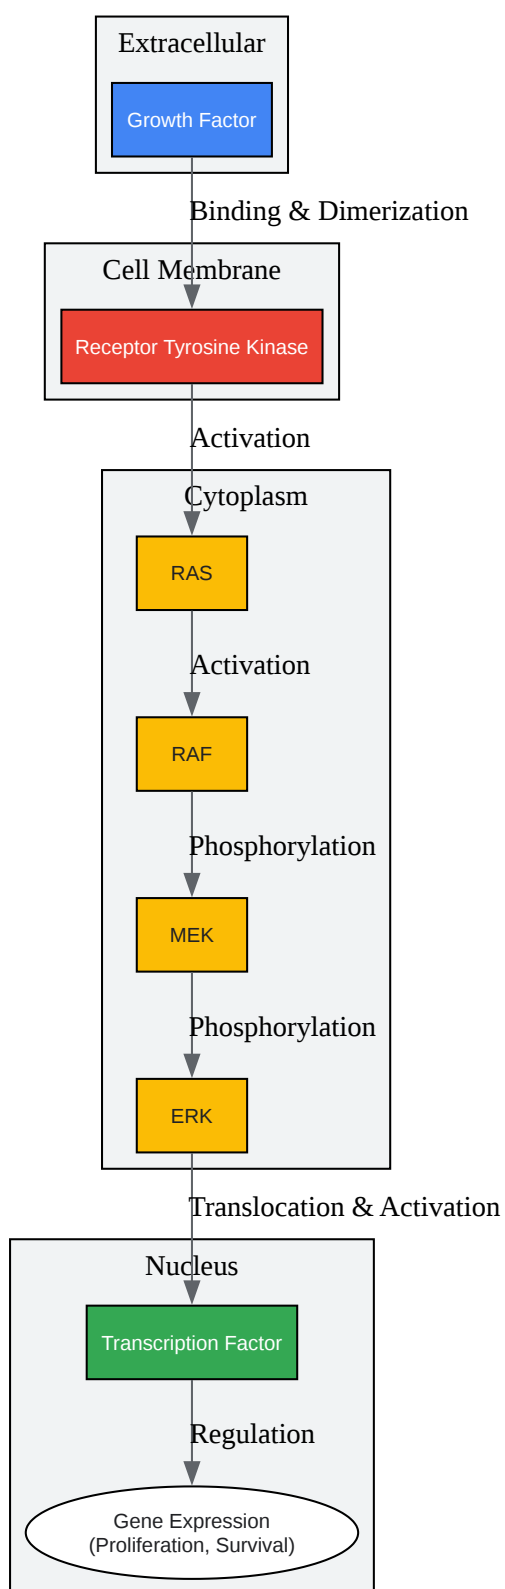 Extracellular
Growth Factor
Binding & Dimerization
Cell Membrane
Receptor Tyrosine Kinase
Activation
Cytoplasm
RAS
Activation
RAF
Phosphorylation
MEK
Phosphorylation
ERK
Translocation & Activation
Nucleus
Transcription Factor
Regulation
Gene Expression
(Proliferation, Survival)